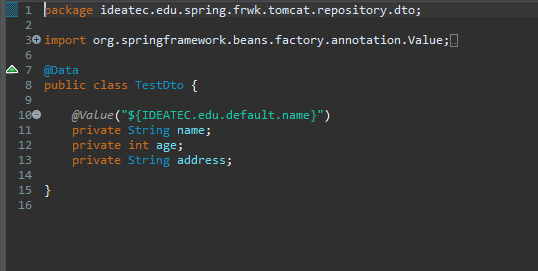 1 package ideatec.edu.spring.frwk.tomcat.repository.dto;
2
3 import org.springframework.beans.factory.annotation.Value;
7 @Data
8 public class TestDto {
9
10 @Value("${IDEATEC.edu.default.name}")
11 private String name;
12 private int age;
13 private String address;
14
15 }
16